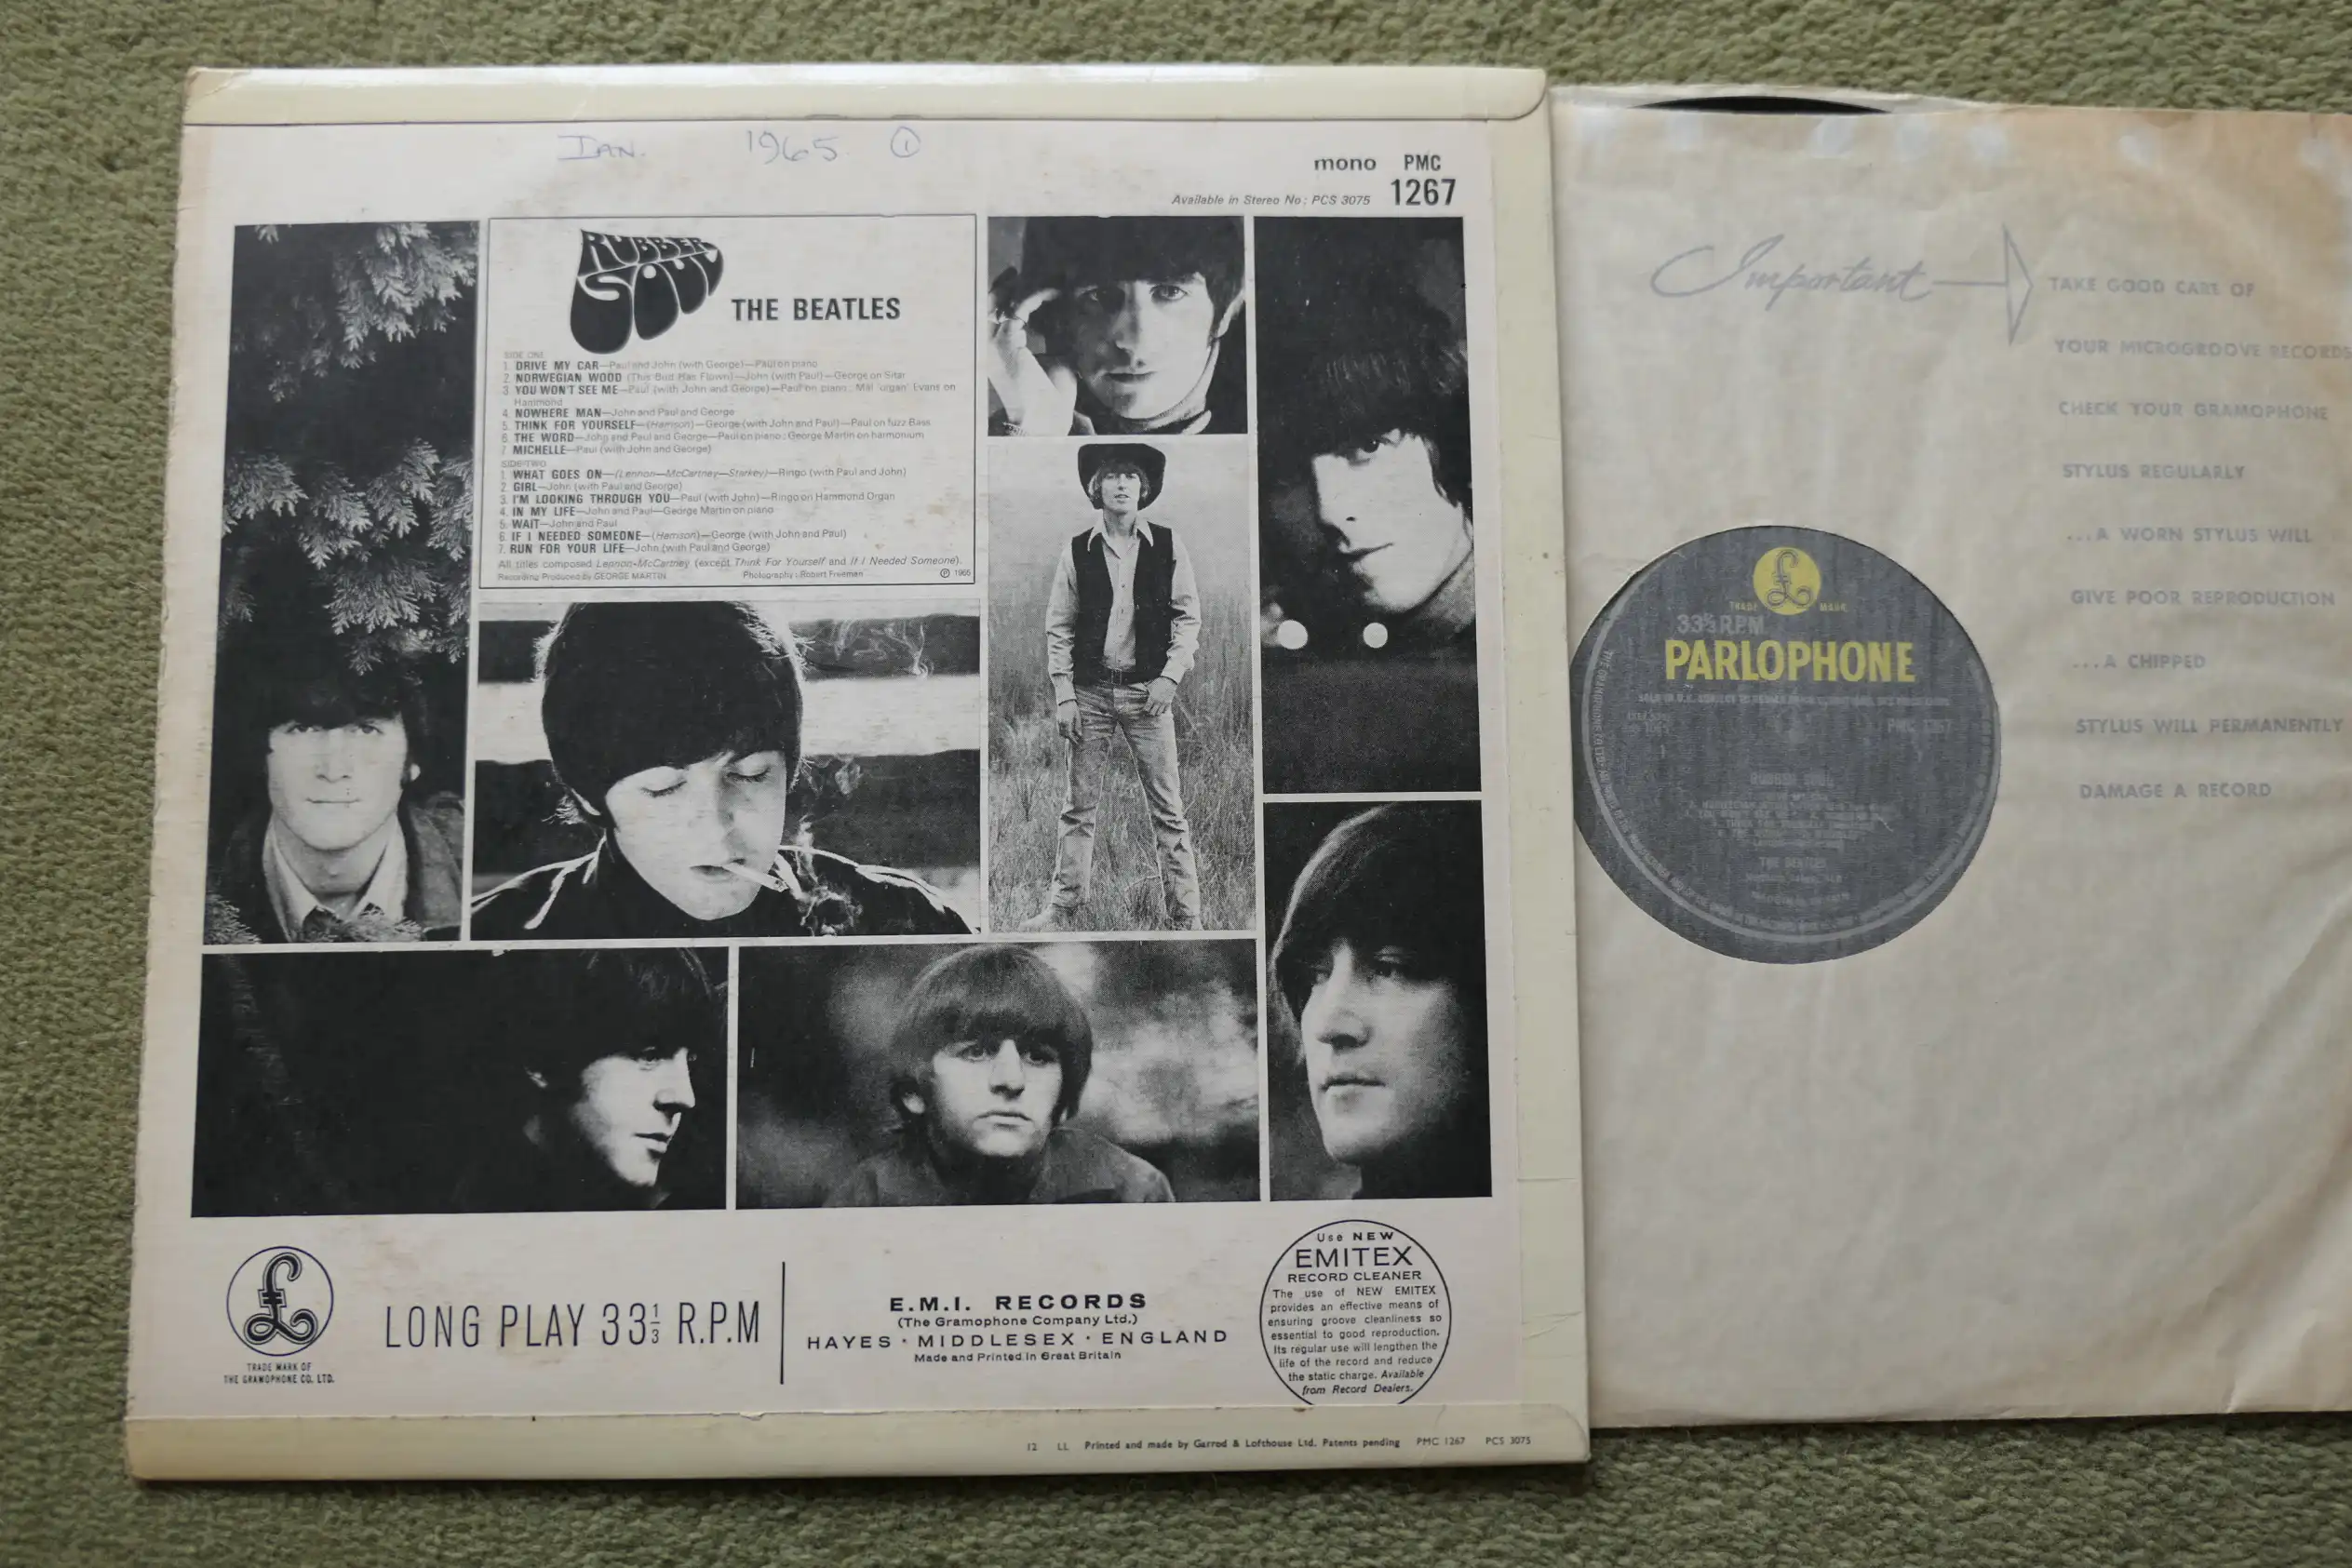 IAN. 1965 ①
mono PMC
Available in Stereo No: PCS 3075 1267
RUBBER
SOUL
THE BEATLES
SIDE ONE
1. DRIVE MY CAR—Paul and John (with George)—Paul on piano
2. NORWEGIAN WOOD (This Bird Has Flown)—John (with Paul)—George on Sitar
3. YOU WON'T SEE ME—Paul (with John and George)—Paul on piano: Mal 'organ' Evans on
Hammond
4. NOWHERE MAN—John and Paul and George
5. THINK FOR YOURSELF—(Harrison)—George (with John and Paul)—Paul on fuzz Bass
6. THE WORD—John and Paul and George—Paul on piano: George Martin on harmonium
7. MICHELLE—Paul (with John and George)
SIDE TWO
1. WHAT GOES ON—(Lennon—McCartney—Starkey)—Ringo (with Paul and John)
2. GIRL—John (with Paul and George)
3. I'M LOOKING THROUGH YOU—Paul (with John)—Ringo on Hammond Organ
4. IN MY LIFE—John and Paul—George Martin on piano
5. WAIT—John and Paul
6. IF I NEEDED SOMEONE—(Harrison)—George (with John and Paul)
7. RUN FOR YOUR LIFE—John (with Paul and George)
All titles composed Lennon-McCartney (except Think For Yourself and If I Needed Someone).
Recording Produced by GEORGE MARTIN Photography: Robert Freeman Ⓟ 1965
£
TRADE MARK OF
THE GRAMOPHONE CO. LTD.
LONG PLAY 33⅓ R.P.M
E.M.I. RECORDS
(The Gramophone Company Ltd.)
HAYES · MIDDLESEX · ENGLAND
Made and Printed in Great Britain
Use NEW
EMITEX
RECORD CLEANER
The use of NEW EMITEX
provides an effective means of
ensuring groove cleanliness so
essential to good reproduction.
Its regular use will lengthen the
life of the record and reduce
the static charge. Available
from Record Dealers.
12 LL Printed and made by Garrod & Lofthouse Ltd. Patents pending PMC 1267 PCS 3075
Important
TAKE GOOD CARE OF
YOUR MICROGROOVE RECORDS
CHECK YOUR GRAMOPHONE
STYLUS REGULARLY
...A WORN STYLUS WILL
GIVE POOR REPRODUCTION
...A CHIPPED
STYLUS WILL PERMANENTLY
DAMAGE A RECORD
£
TRADE MARK
33⅓ R.P.M.
PARLOPHONE
PMC 1267
RUBBER SOUL
THE BEATLES